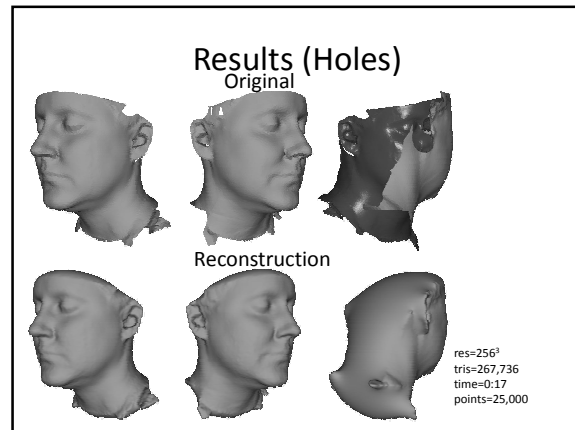 Results (Holes)
Original
Reconstruction
res=256³
tris=267,736
time=0:17
points=25,000